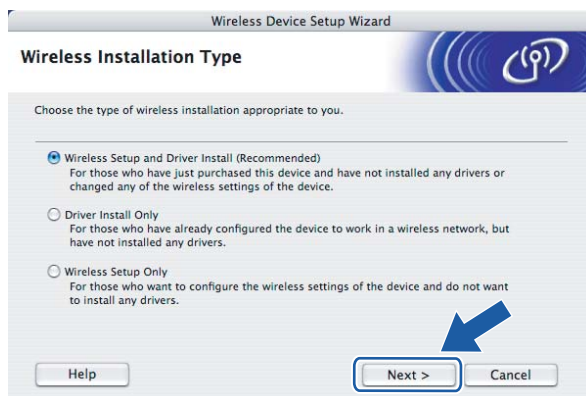 Wireless Device Setup Wizard
Wireless Installation Type
Choose the type of wireless installation appropriate to you.
Wireless Setup and Driver Install (Recommended)
For those who have just purchased this device and have not installed any drivers or
changed any of the wireless settings of the device.
Driver Install Only
For those who have already configured the device to work in a wireless network, but
have not installed any drivers.
Wireless Setup Only
For those who want to configure the wireless settings of the device and do not want
to install any drivers.
Help
Next >
Cancel